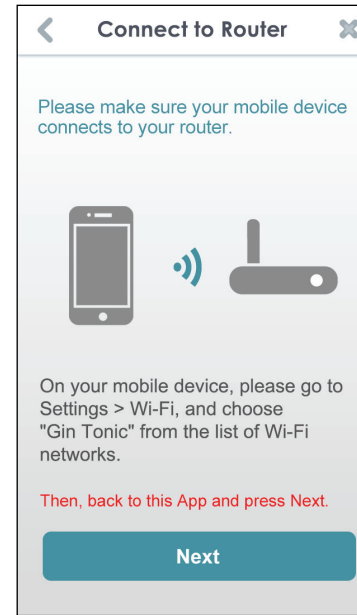 Connect to Router
Please make sure your mobile device
connects to your router.
On your mobile device, please go to
Settings > Wi-Fi, and choose
"Gin Tonic" from the list of Wi-Fi
networks.
Then, back to this App and press Next.
Next